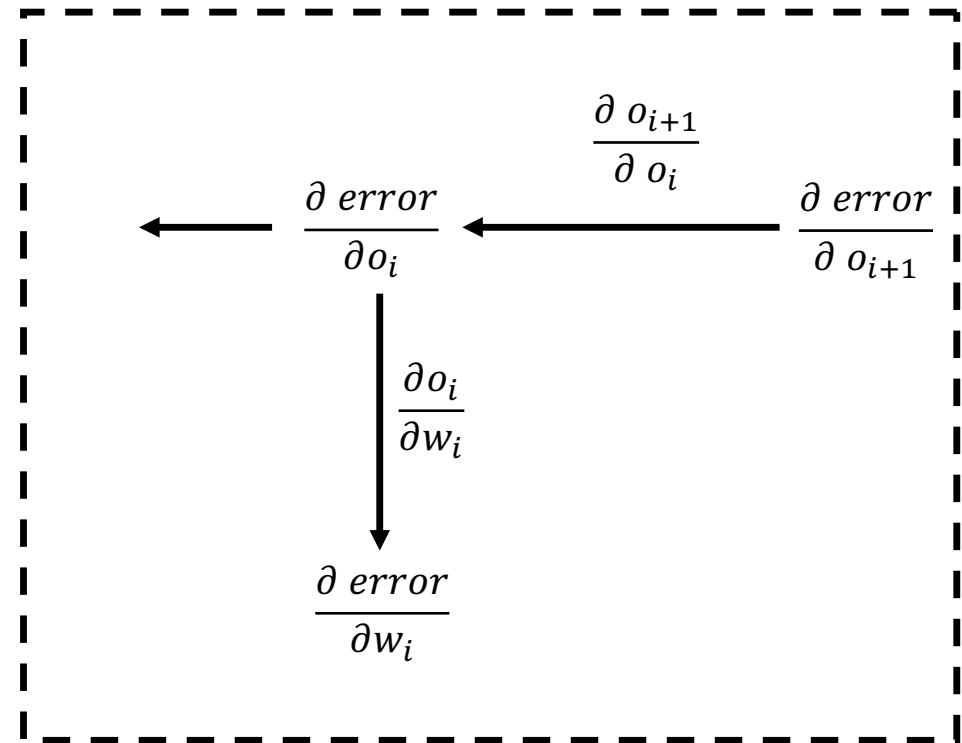 ∂ o_{i+1}
∂ o_i
∂ error
∂o_i
∂ error
∂ o_{i+1}
∂o_i
∂w_i
∂ error
∂w_i